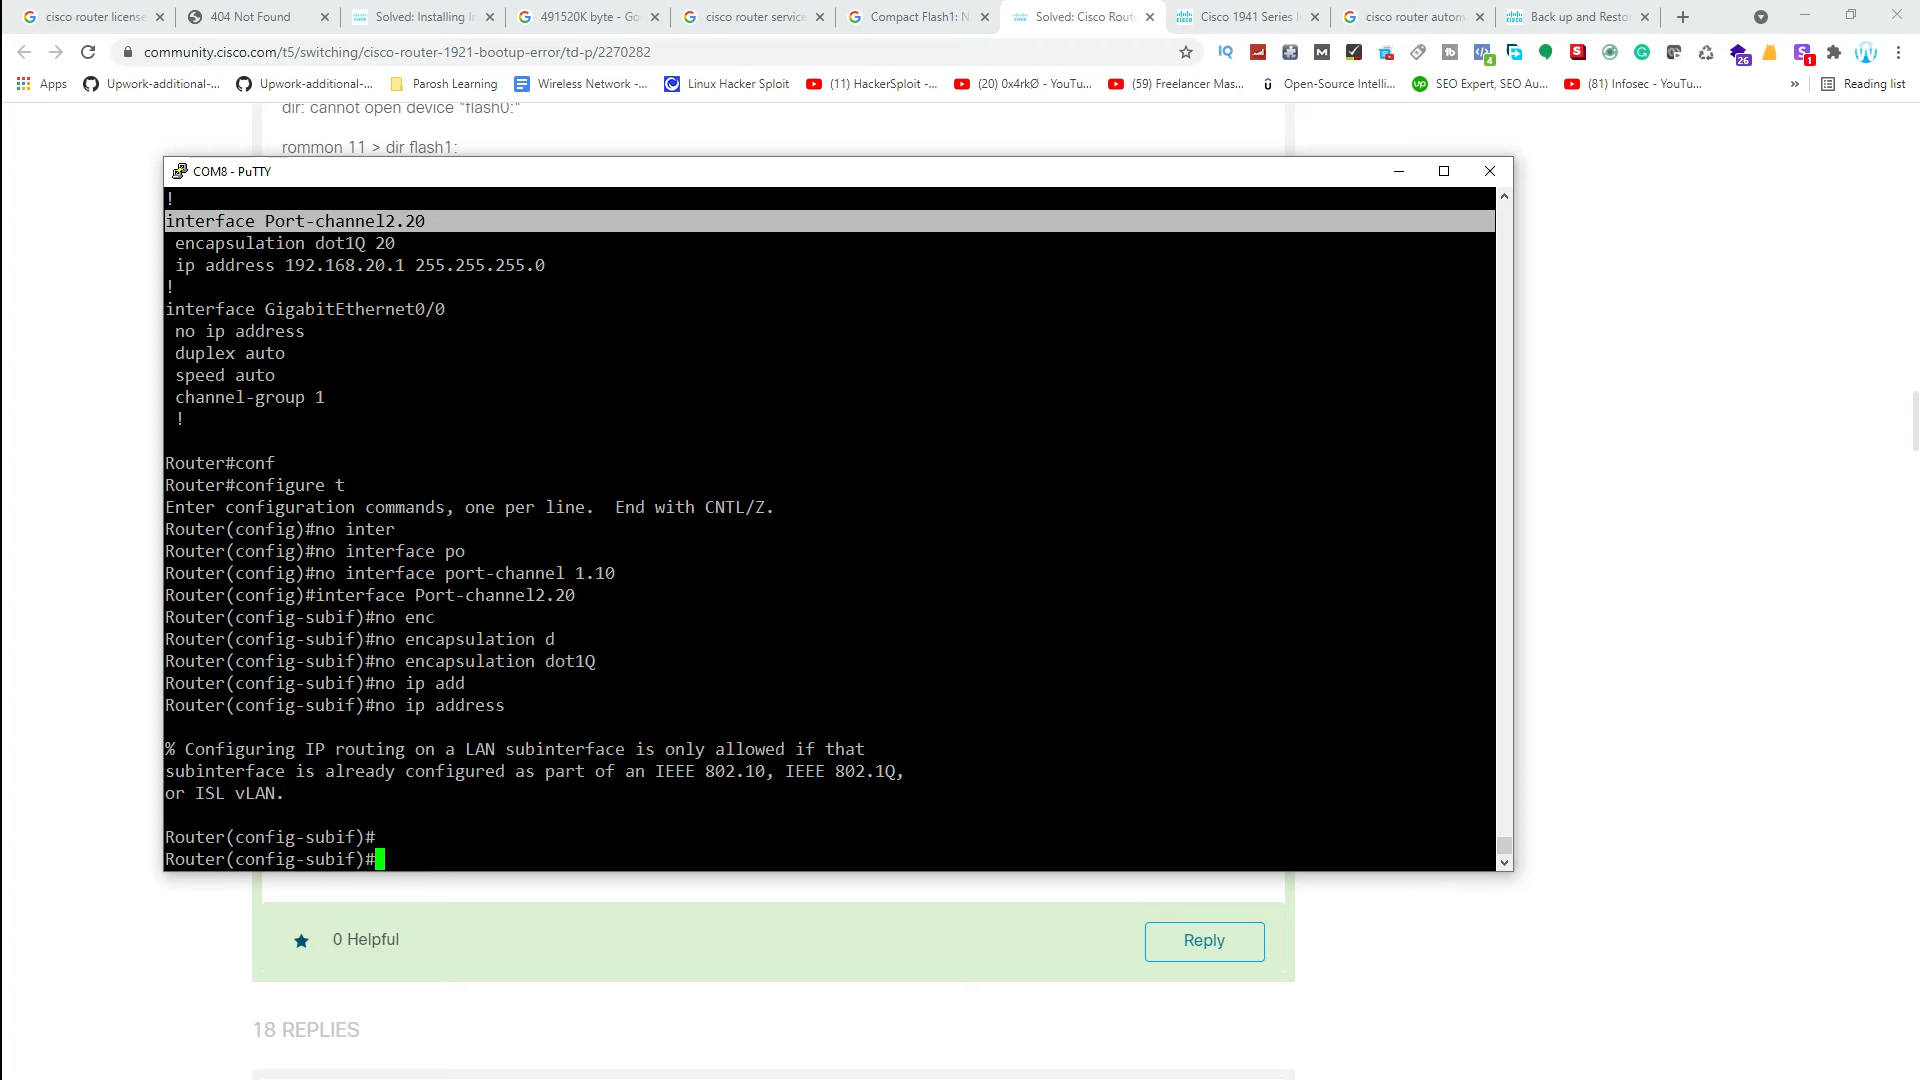 cisco router license
404 Not Found
Solved: Installing I
491520K byte - Go
cisco router service
Compact Flash1: N
Solved: Cisco Rout
Cisco 1941 Series I
cisco router autom
Back up and Resto
community.cisco.com/t5/switching/cisco-router-1921-bootup-error/td-p/2270282
Apps
Upwork-additional-...
Upwork-additional-...
Parosh Learning
Wireless Network -...
Linux Hacker Sploit
(11) HackerSploit -...
(20) 0x4rkØ - YouTu...
(59) Freelancer Mas...
Open-Source Intelli...
SEO Expert, SEO Au...
(81) Infosec - YouTu...
»
Reading list
dir: cannot open device "flash0:"
rommon 11 > dir flash1:
COM8 - PuTTY
!
interface Port-channel2.20
encapsulation dot1Q 20
ip address 192.168.20.1 255.255.255.0
!
interface GigabitEthernet0/0
no ip address
duplex auto
speed auto
channel-group 1
!
Router#conf
Router#configure t
Enter configuration commands, one per line.  End with CNTL/Z.
Router(config)#no inter
Router(config)#no interface po
Router(config)#no interface port-channel 1.10
Router(config)#interface Port-channel2.20
Router(config-subif)#no enc
Router(config-subif)#no encapsulation d
Router(config-subif)#no encapsulation dot1Q
Router(config-subif)#no ip add
Router(config-subif)#no ip address
% Configuring IP routing on a LAN subinterface is only allowed if that
subinterface is already configured as part of an IEEE 802.10, IEEE 802.1Q,
or ISL vLAN.
Router(config-subif)#
Router(config-subif)#
0 Helpful
Reply
18 REPLIES